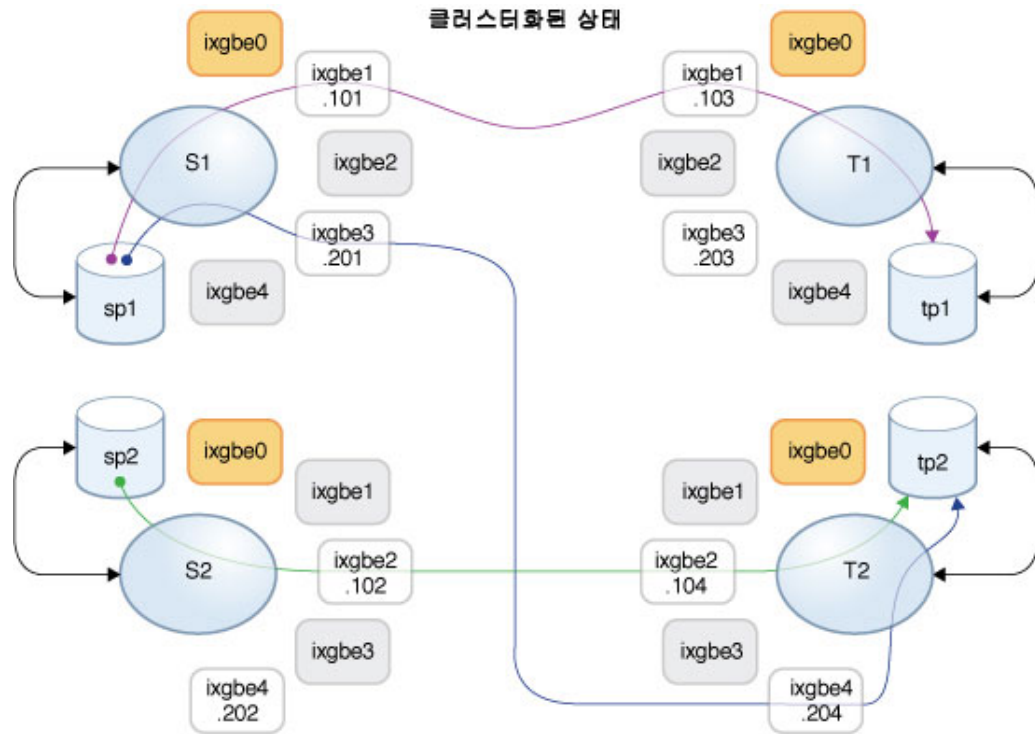 클러스터화된 상태
ixgbe0
ixgbe0
ixgbe1
.101
ixgbe1
.103
S1
ixgbe2
ixgbe2
T1
ixgbe3
.201
ixgbe3
.203
sp1
ixgbe4
ixgbe4
tp1
sp2
ixgbe0
ixgbe0
tp2
ixgbe1
ixgbe1
S2
ixgbe2
.102
ixgbe2
.104
T2
ixgbe3
ixgbe3
ixgbe4
.202
ixgbe4
.204